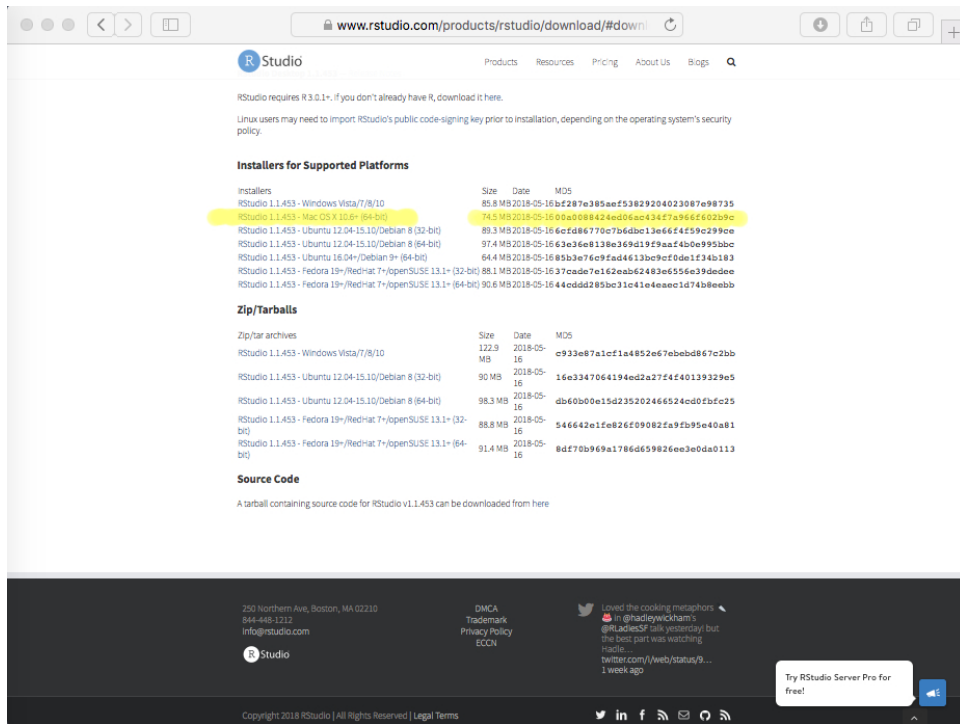 www.rstudio.com/products/rstudio/download/#down
R Studio
Products Resources Pricing About Us Blogs
RStudio requires R 3.0.1+. If you don't already have R, download it here.
Linux users may need to import RStudio's public code-signing key prior to installation, depending on the operating system's security
policy.
Installers for Supported Platforms
Installers Size Date MD5
RStudio 1.1.453 - Windows Vista/7/8/10 85.8 MB 2018-05-16 bf287e385aef53829204023087e98735
RStudio 1.1.453 - Mac OS X 10.6+ (64-bit) 74.5 MB 2018-05-16 00a0088424ed06ac434f7a966f602b9c
RStudio 1.1.453 - Ubuntu 12.04-15.10/Debian 8 (32-bit) 89.3 MB 2018-05-16 6cfd86770c7b6dbc13e66f4f59c299ce
RStudio 1.1.453 - Ubuntu 12.04-15.10/Debian 8 (64-bit) 97.4 MB 2018-05-16 63e36e8138e369d19f9aaf4b0e995bbc
RStudio 1.1.453 - Ubuntu 16.04+/Debian 9+ (64-bit) 64.4 MB 2018-05-16 85b3e76c9fad4613bc9cf0de1f34b183
RStudio 1.1.453 - Fedora 19+/RedHat 7+/openSUSE 13.1+ (32-bit) 88.1 MB 2018-05-16 37cade7e162eab62483e6556e39dedee
RStudio 1.1.453 - Fedora 19+/RedHat 7+/openSUSE 13.1+ (64-bit) 90.6 MB 2018-05-16 44cddd285bc31c41e4eaec1d74b8eebb
Zip/Tarballs
Zip/tar archives Size Date MD5
RStudio 1.1.453 - Windows Vista/7/8/10 122.9 MB 2018-05-16 c933e87a1cf1a4852e67ebebd867c2bb
RStudio 1.1.453 - Ubuntu 12.04-15.10/Debian 8 (32-bit) 90 MB 2018-05-16 16e3347064194ed2a27f4f40139329e5
RStudio 1.1.453 - Ubuntu 12.04-15.10/Debian 8 (64-bit) 98.3 MB 2018-05-16 db60b00e15d235202466524cd0fbfc25
RStudio 1.1.453 - Fedora 19+/RedHat 7+/openSUSE 13.1+ (32-bit) 88.8 MB 2018-05-16 546642e1fe826f09082fa9fb95e40a81
RStudio 1.1.453 - Fedora 19+/RedHat 7+/openSUSE 13.1+ (64-bit) 91.4 MB 2018-05-16 8df70b969a1786d659826ee3e0da0113
Source Code
A tarball containing source code for RStudio v1.1.453 can be downloaded from here
250 Northern Ave, Boston, MA 02210
844-448-1212
info@rstudio.com
R Studio
DMCA
Trademark
Privacy Policy
ECCN
Loved the cooking metaphors
in @hadleywickham's
@RLadiesSF talk yesterday! but
the best part was watching
Hadle...
twitter.com/i/web/status/9...
1 week ago
Try RStudio Server Pro for
free!
Copyright 2018 RStudio | All Rights Reserved | Legal Terms